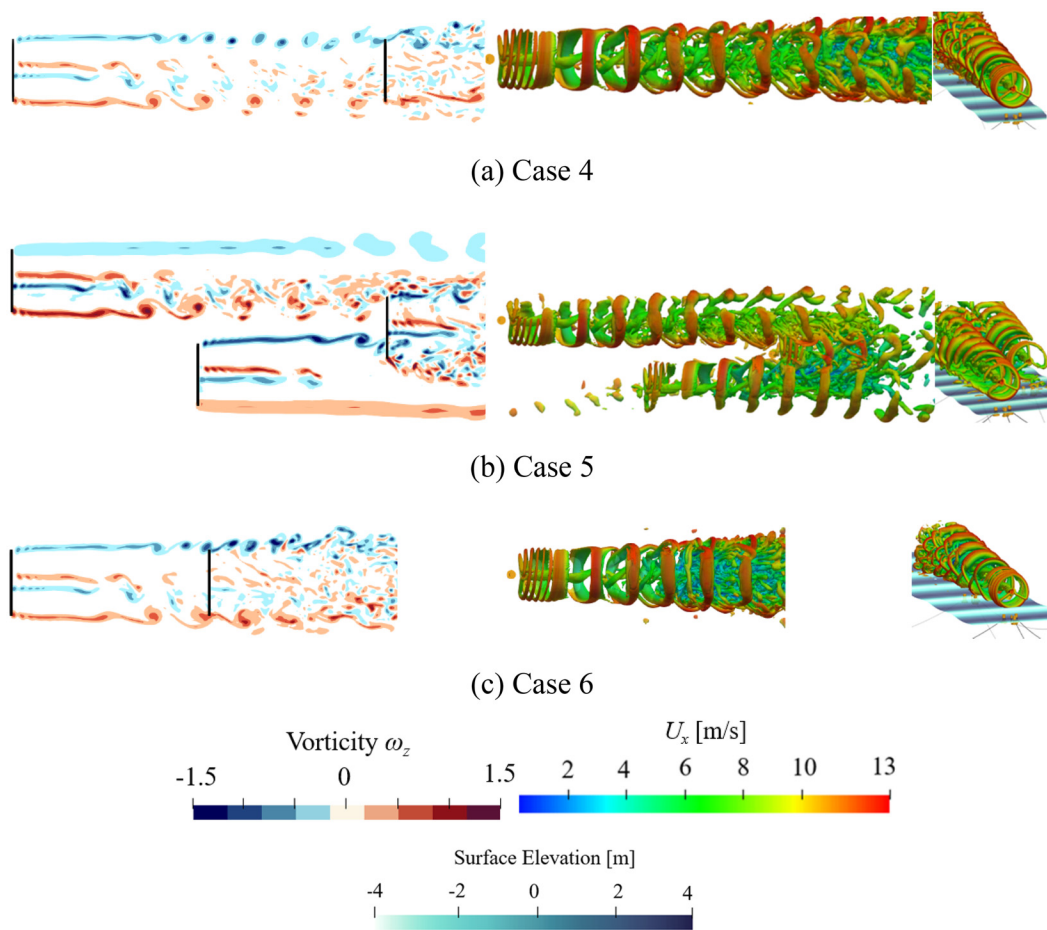 (a) Case 4
(b) Case 5
(c) Case 6
Vorticity ω_z
-1.5 0 1.5
U_x [m/s]
2 4 6 8 10 13
Surface Elevation [m]
-4 -2 0 2 4